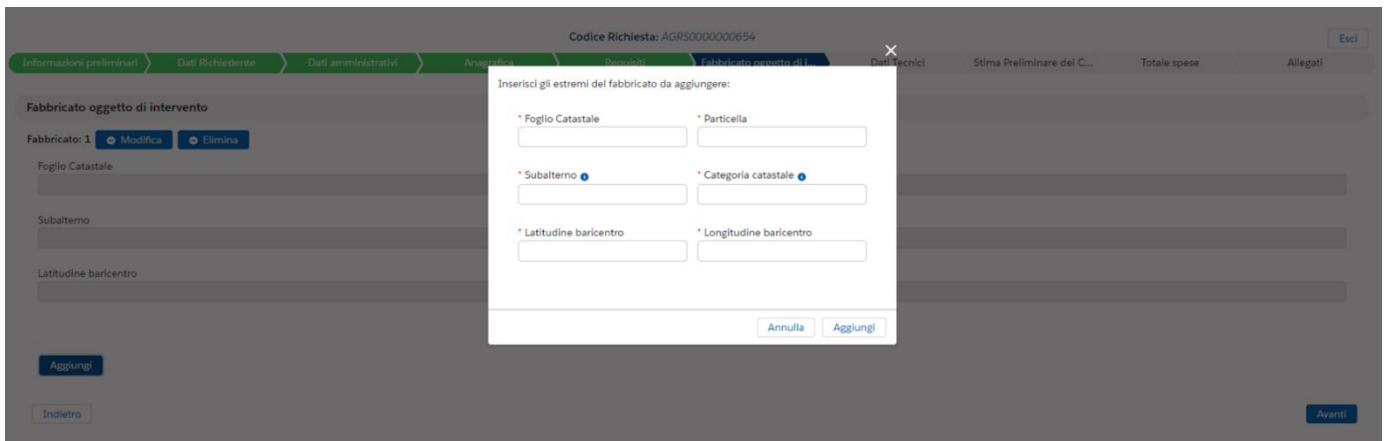 Codice Richiesta: AGRS0000000654
Esci
Informazioni preliminari Dati Richiedente Dati amministrativi Anagrafica Requisiti Fabbricato oggetto di i... Dati Tecnici Stima Preliminare dei C... Totale spese Allegati
Inserisci gli estremi del fabbricato da aggiungere:
Fabbricato oggetto di intervento
Fabbricato: 1 Modifica Elimina
* Foglio Catastale * Particella
Foglio Catastale
* Subalterno * Categoria catastale
Subalterno
* Latitudine baricentro * Longitudine baricentro
Latitudine baricentro
Annulla Aggiungi
Aggiungi
Indietro Avanti